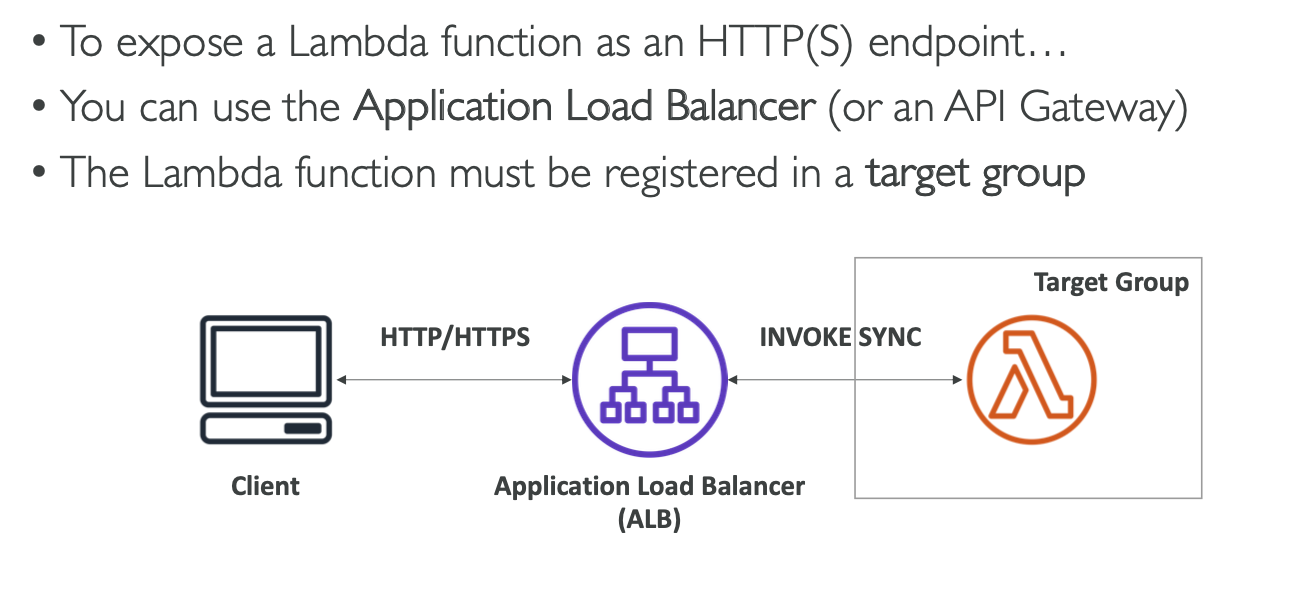 • To expose a Lambda function as an HTTP(S) endpoint…
• You can use the Application Load Balancer (or an API Gateway)
• The Lambda function must be registered in a target group
Target Group
HTTP/HTTPS
INVOKE SYNC
Client
Application Load Balancer
(ALB)